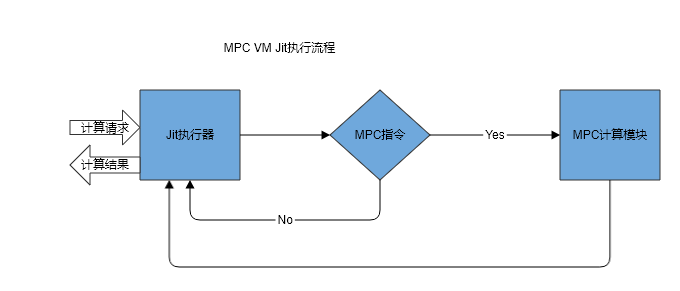 MPC VM Jit执行流程
计算请求
Jit执行器
MPC指令
Yes
MPC计算模块
计算结果
No